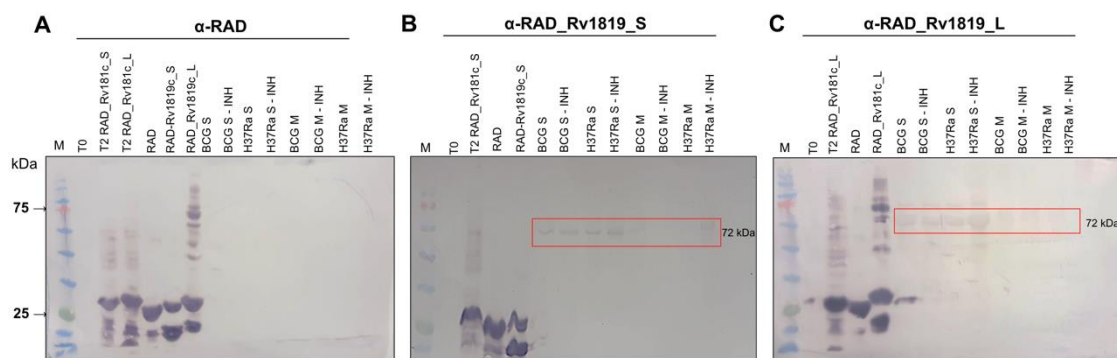 A
α-RAD
M
T0
T2 RAD_Rv181c_S
T2 RAD_Rv181c_L
RAD
RAD-Rv1819c_S
RAD_Rv1819c_L
BCG S
BCG S - INH
H37Ra S
H37Ra S - INH
BCG M
BCG M - INH
H37Ra M
H37Ra M - INH
kDa
75
25
B
α-RAD_Rv1819_S
M
T0
T2 RAD_Rv181c_S
RAD
RAD-Rv1819c_S
BCG S
BCG S - INH
H37Ra S
H37Ra S - INH
BCG M
BCG M - INH
H37Ra M
H37Ra M - INH
72 kDa
C
α-RAD_Rv1819_L
M
T0
T2 RAD_Rv181c_L
RAD
RAD_Rv181c_L
BCG S
BCG S - INH
H37Ra S
H37Ra S - INH
BCG M
BCG M - INH
H37Ra M
H37Ra M - INH
72 kDa